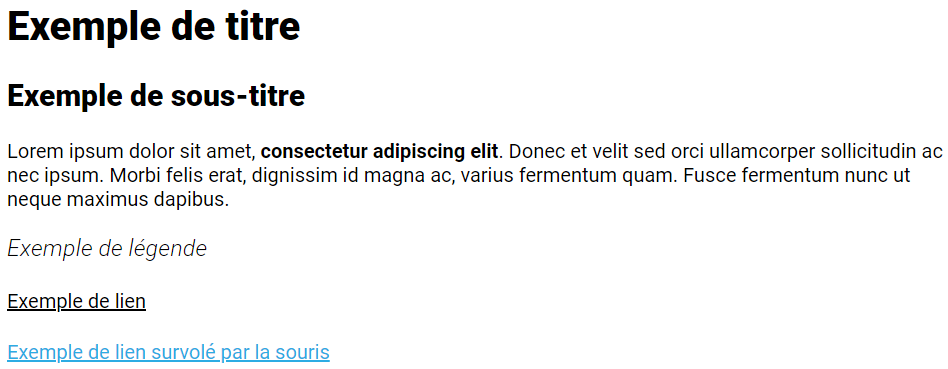 Exemple de titre
Exemple de sous-titre
Lorem ipsum dolor sit amet, consectetur adipiscing elit. Donec et velit sed orci ullamcorper sollicitudin ac
nec ipsum. Morbi felis erat, dignissim id magna ac, varius fermentum quam. Fusce fermentum nunc ut
neque maximus dapibus.
Exemple de légende
Exemple de lien
Exemple de lien survolé par la souris